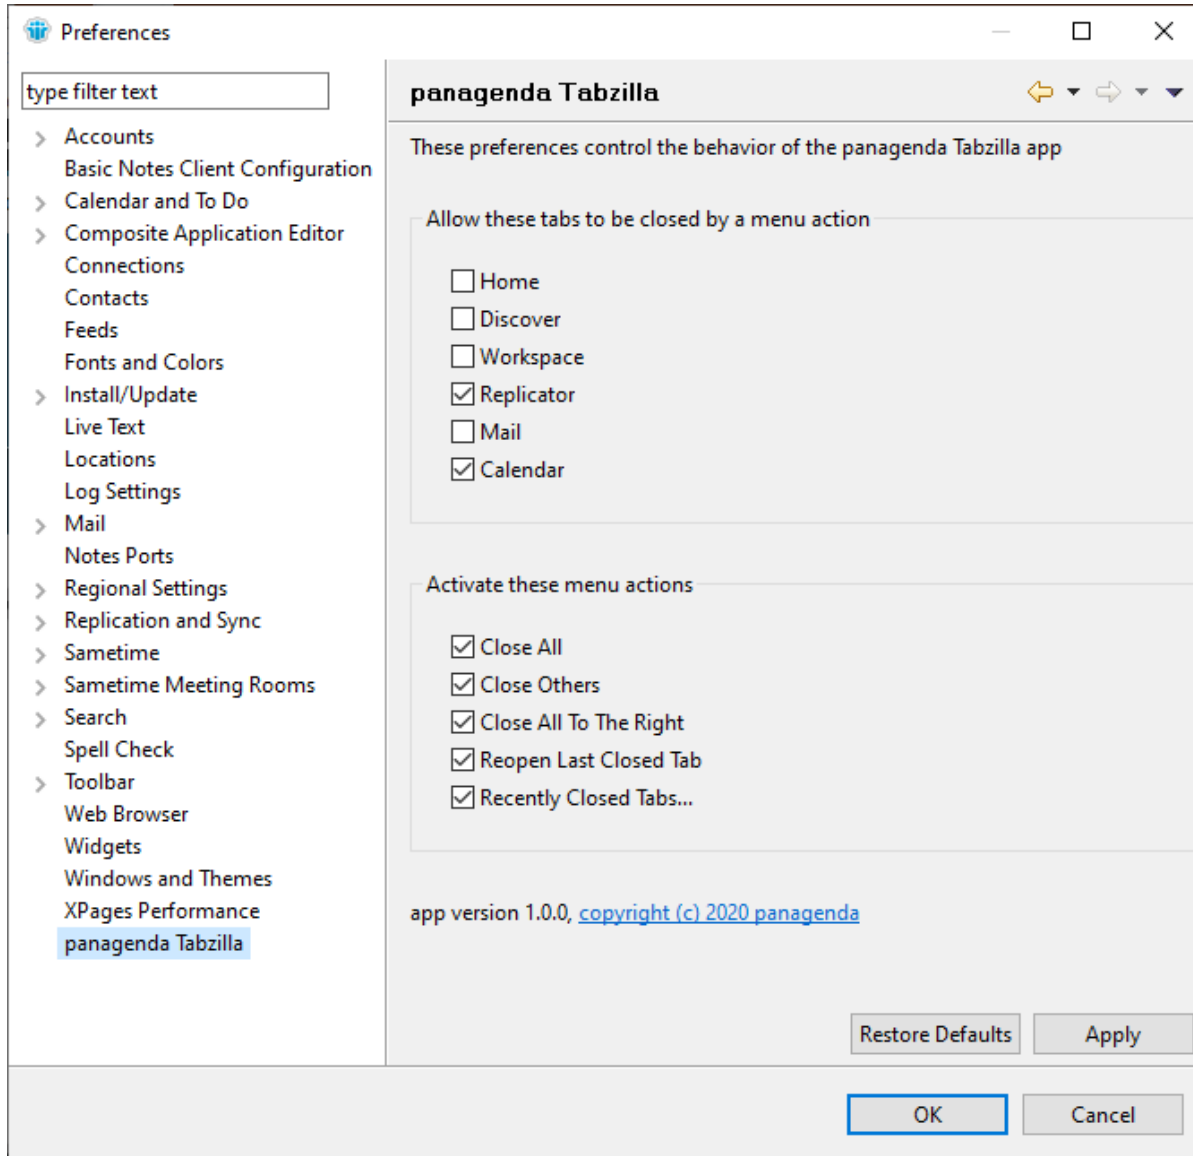 Preferences
type filter text
Accounts
Basic Notes Client Configuration
Calendar and To Do
Composite Application Editor
Connections
Contacts
Feeds
Fonts and Colors
Install/Update
Live Text
Locations
Log Settings
Mail
Notes Ports
Regional Settings
Replication and Sync
Sametime
Sametime Meeting Rooms
Search
Spell Check
Toolbar
Web Browser
Widgets
Windows and Themes
XPages Performance
panagenda Tabzilla
panagenda Tabzilla
These preferences control the behavior of the panagenda Tabzilla app
Allow these tabs to be closed by a menu action
Home
Discover
Workspace
Replicator
Mail
Calendar
Activate these menu actions
Close All
Close Others
Close All To The Right
Reopen Last Closed Tab
Recently Closed Tabs...
app version 1.0.0, copyright (c) 2020 panagenda
Restore Defaults
Apply
OK
Cancel